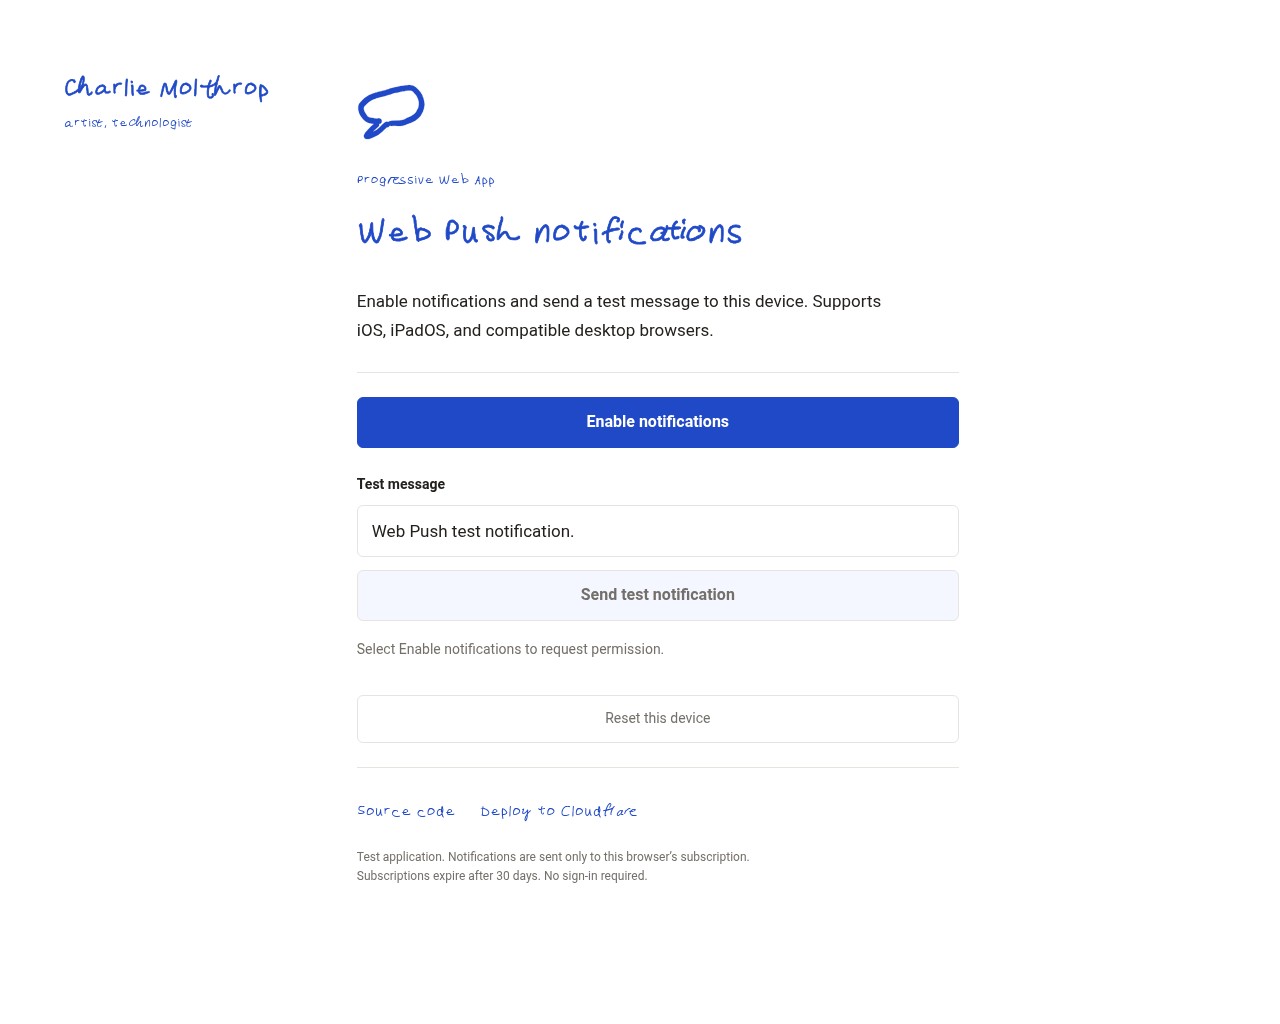 Charlie Molthrop
artist, technologist
Progressive Web App
Web Push notifications
Enable notifications and send a test message to this device. Supports
iOS, iPadOS, and compatible desktop browsers.
Enable notifications
Test message
Web Push test notification.
Send test notification
Select Enable notifications to request permission.
Reset this device
Source code
Deploy to Cloudflare
Test application. Notifications are sent only to this browser’s subscription.
Subscriptions expire after 30 days. No sign-in required.